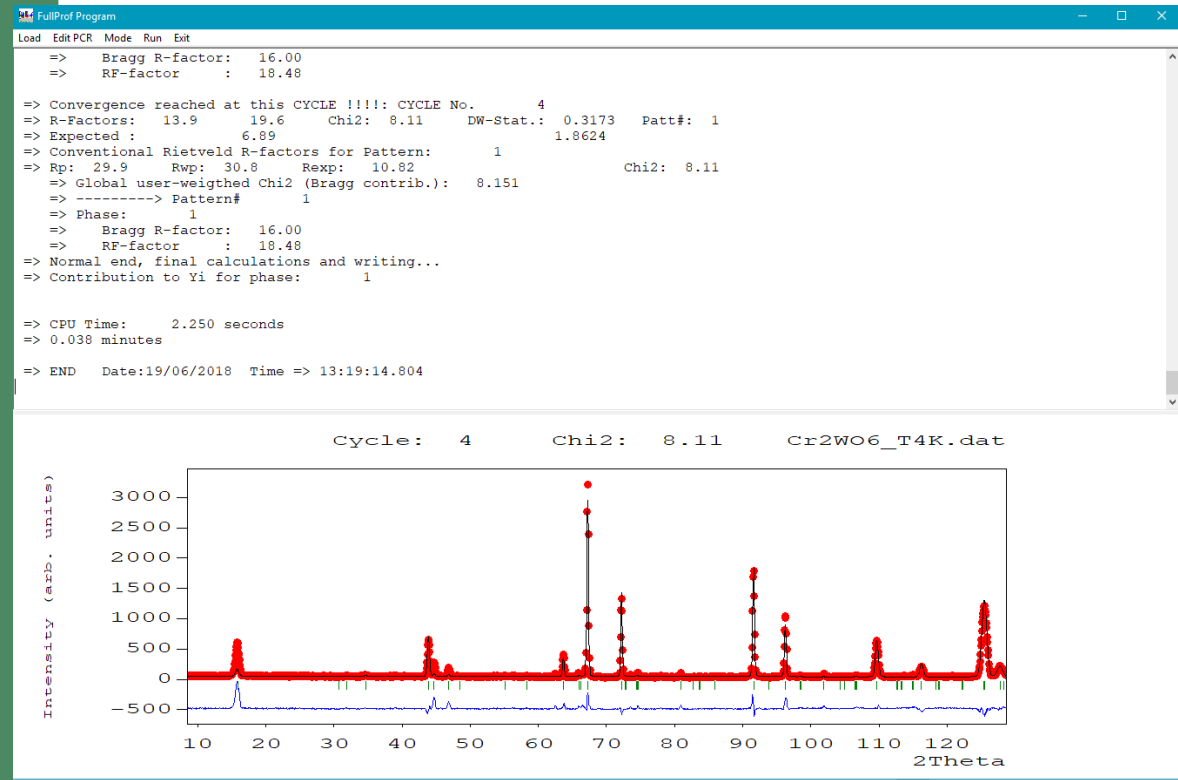 FullProf Program
Load Edit PCR Mode Run Exit
=> Bragg R-factor: 16.00
=> RF-factor : 18.48
=> Convergence reached at this CYCLE !!!!: CYCLE No. 4
=> R-Factors: 13.9 19.6 Chi2: 8.11 DW-Stat.: 0.3173 Patt#: 1
=> Expected : 6.89 1.8624
=> Conventional Rietveld R-factors for Pattern: 1
=> Rp: 29.9 Rwp: 30.8 Rexp: 10.82 Chi2: 8.11
=> Global user-weigthed Chi2 (Bragg contrib.): 8.151
=> ---------> Pattern# 1
=> Phase: 1
=> Bragg R-factor: 16.00
=> RF-factor : 18.48
=> Normal end, final calculations and writing...
=> Contribution to Yi for phase: 1
=> CPU Time: 2.250 seconds
=> 0.038 minutes
=> END Date:19/06/2018 Time => 13:19:14.804
Cycle: 4 Chi2: 8.11 Cr2WO6_T4K.dat
Intensity (arb. units)
3000
2500
2000
1500
1000
500
0
-500
10 20 30 40 50 60 70 80 90 100 110 120
2Theta